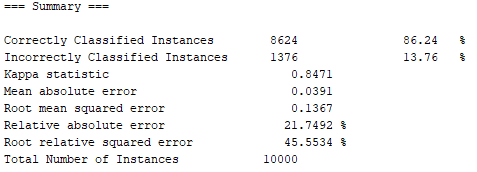 === Summary ===
Correctly Classified Instances 8624 86.24 %
Incorrectly Classified Instances 1376 13.76 %
Kappa statistic 0.8471
Mean absolute error 0.0391
Root mean squared error 0.1367
Relative absolute error 21.7492 %
Root relative squared error 45.5534 %
Total Number of Instances 10000